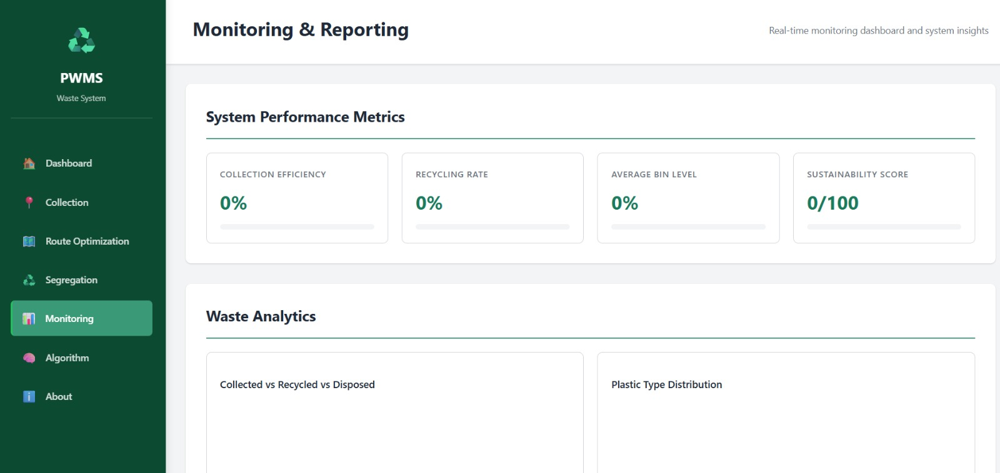 PWMS
Waste System
Dashboard
Collection
Route Optimization
Segregation
Monitoring
Algorithm
About
Monitoring & Reporting
Real-time monitoring dashboard and system insights
System Performance Metrics
COLLECTION EFFICIENCY
0%
RECYCLING RATE
0%
AVERAGE BIN LEVEL
0%
SUSTAINABILITY SCORE
0/100
Waste Analytics
Collected vs Recycled vs Disposed
Plastic Type Distribution